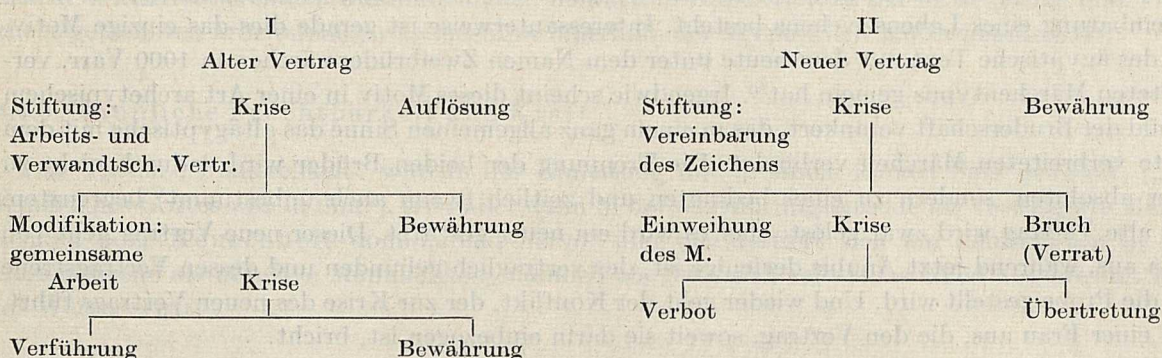 I
Alter Vertrag
Stiftung: Krise Auflösung
Arbeits- und
Verwandtsch. Vertr.
Modifikation: Bewährung
gemeinsame
Arbeit Krise
Verführung Bewährung
II
Neuer Vertrag
Stiftung: Krise Bewährung
Vereinbarung
des Zeichens
Einweihung Krise Bruch
des M. (Verrat)
Verbot Übertretung